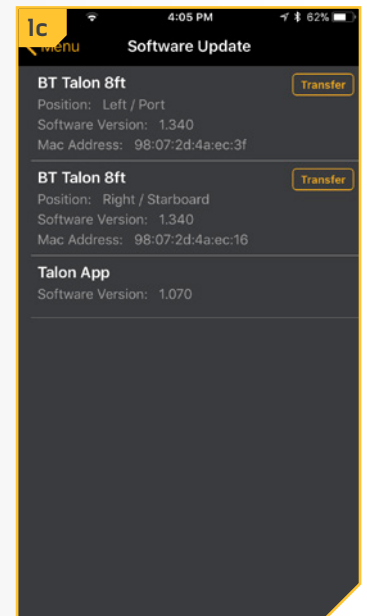 1c
4:05 PM
62%
Menu
Software Update
BT Talon 8ft
Transfer
Position: Left / Port
Software Version: 1.340
Mac Address: 98:07:2d:4a:ec:3f
BT Talon 8ft
Transfer
Position: Right / Starboard
Software Version: 1.340
Mac Address: 98:07:2d:4a:ec:16
Talon App
Software Version: 1.070